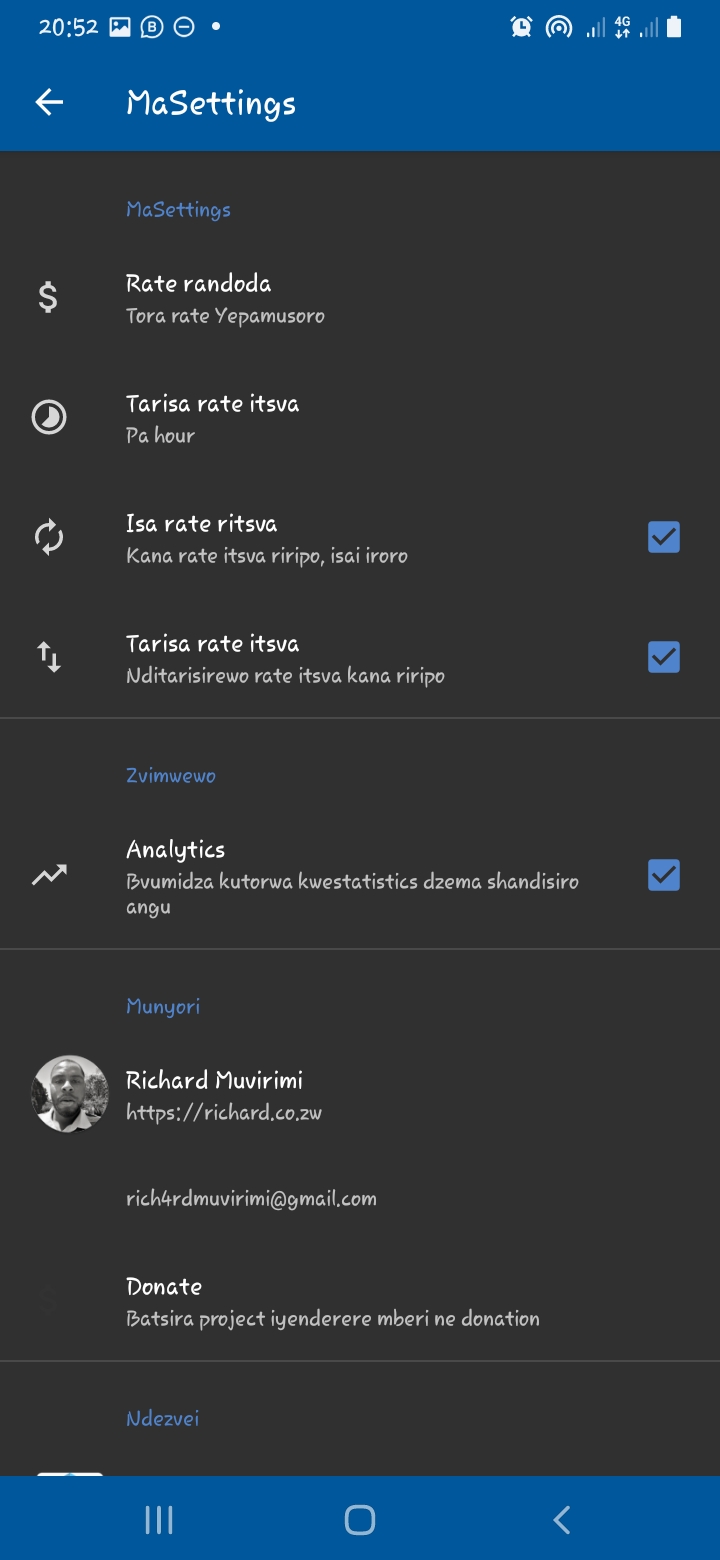 20:52
4G
MaSettings
MaSettings
Rate randoda
Tora rate Yepamusoro
Tarisa rate itsva
Pa hour
Isa rate ritsva
Kana rate itsva riripo, isai iroro
Tarisa rate itsva
Nditarisirewo rate itsva kana riripo
Zvimwewo
Analytics
Bvumidza kutorwa kwestatistics dzema shandisiro
angu
Munyori
Richard Muvirimi
https://richard.co.zw
rich4rdmuvirimi@gmail.com
Donate
Batsira project iyenderere mberi ne donation
Ndezvei